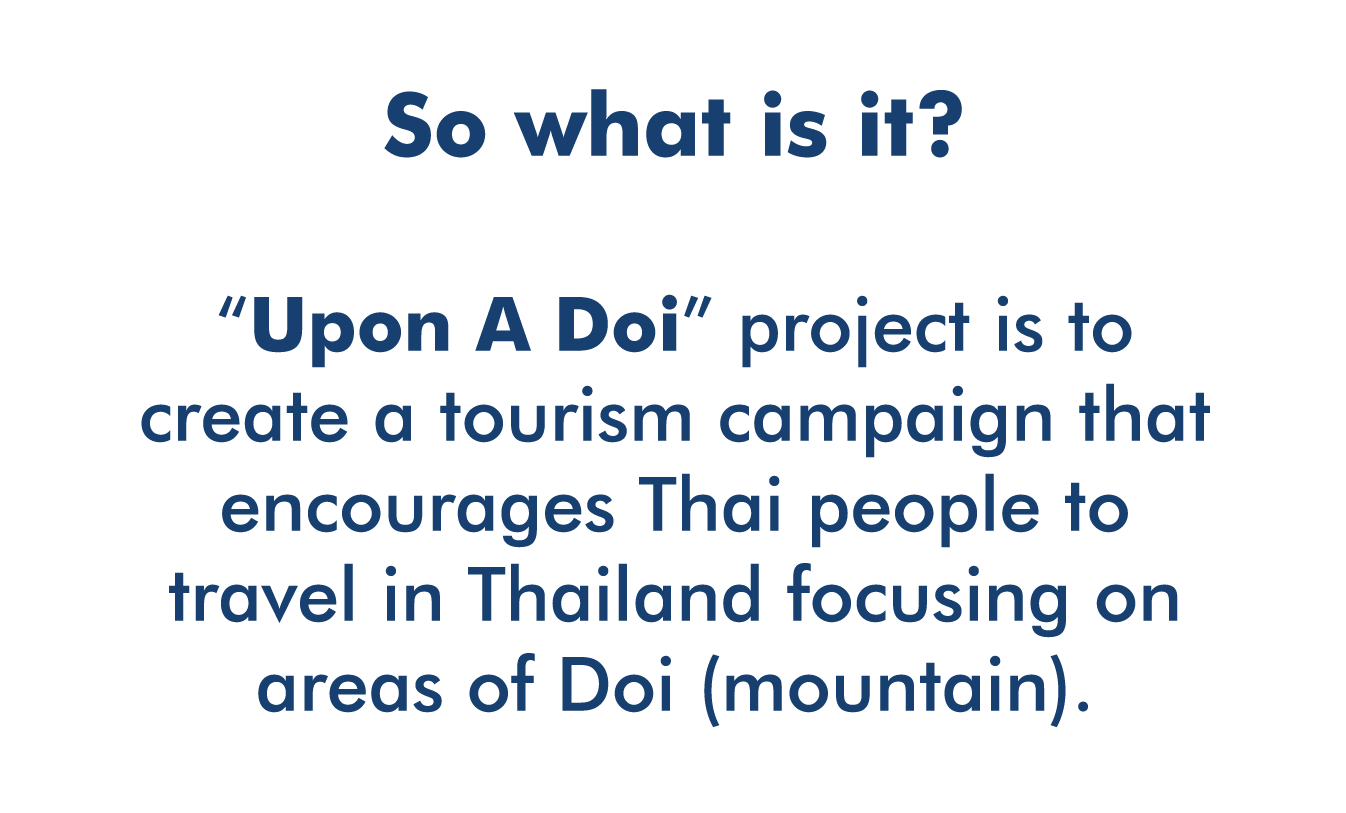 So what is it?
“Upon A Doi” project is to
create a tourism campaign that
encourages Thai people to
travel in Thailand focusing on
areas of Doi (mountain).